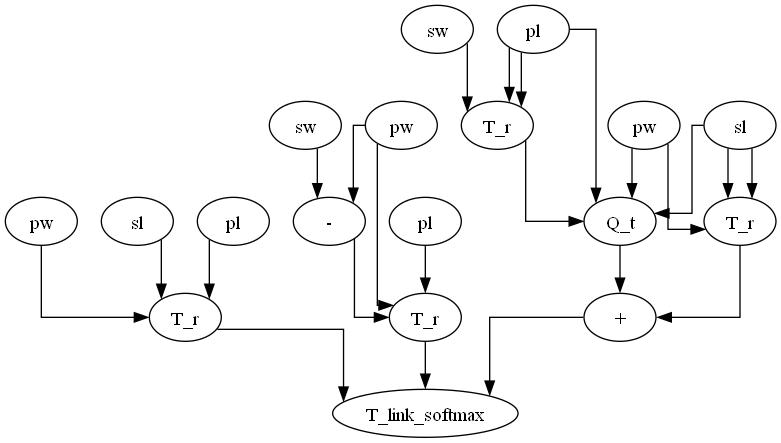 sw
pl
sw
pw
T_r
pw
sl
pw
sl
pl
-
pl
Q_t
T_r
T_r
T_r
+
T_link_softmax